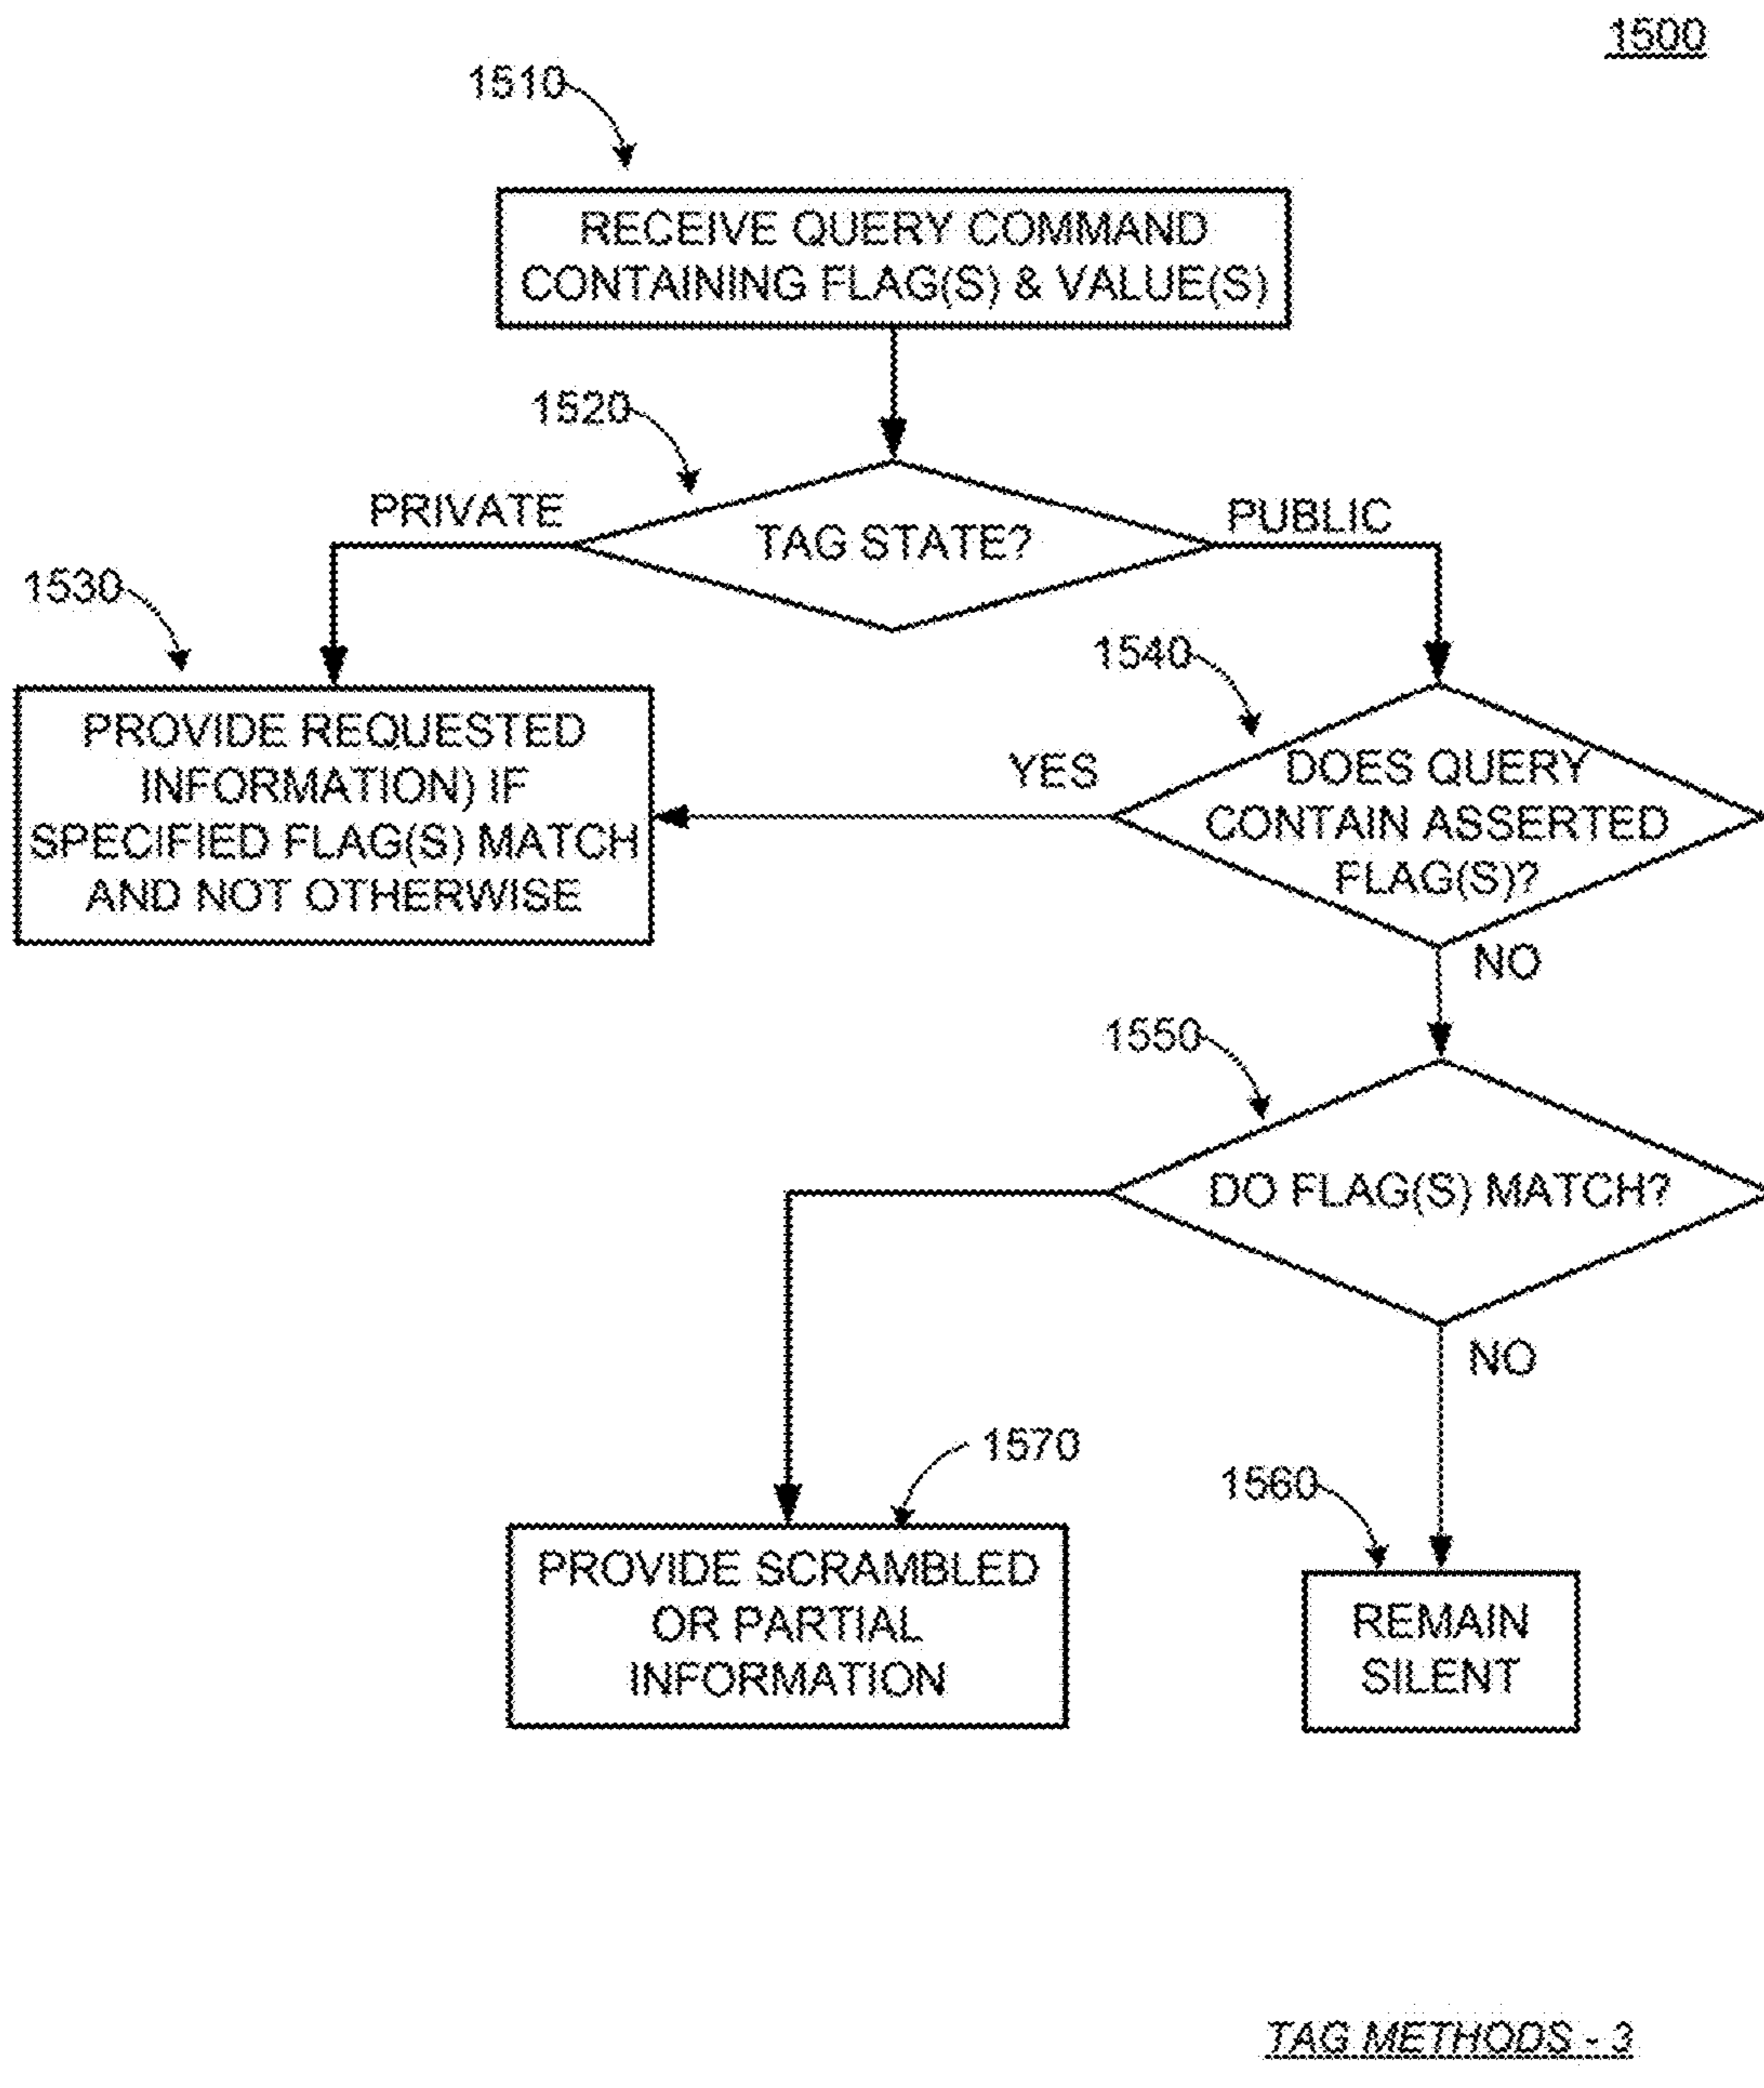 1500
1510
RECEIVE QUERY COMMAND
CONTAINING FLAG(S) & VALUE(S)
1520
PRIVATE
TAG STATE?
PUBLIC
1530
1540
PROVIDE REQUESTED
INFORMATION) IF
SPECIFIED FLAG(S) MATCH
AND NOT OTHERWISE
YES
DOES QUERY
CONTAIN ASSERTED
FLAG(S)?
NO
1550
DO FLAG(S) MATCH?
NO
1570
1560
PROVIDE SCRAMBLED
OR PARTIAL
INFORMATION
REMAIN
SILENT
TAG METHODS - 3